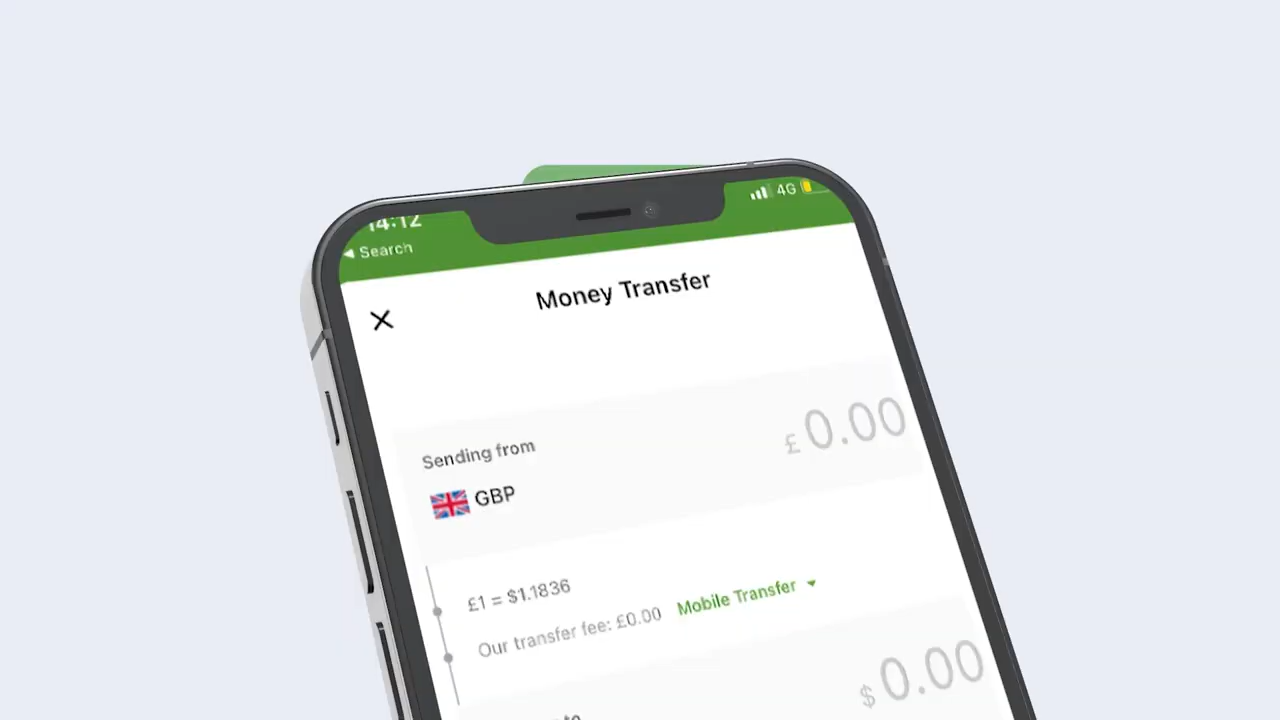 14:12
4G
◀ Search
Money Transfer
£ 0.00
Sending from
GBP
£1 = $1.1836
Our transfer fee: £0.00 Mobile Transfer
$ 0.00